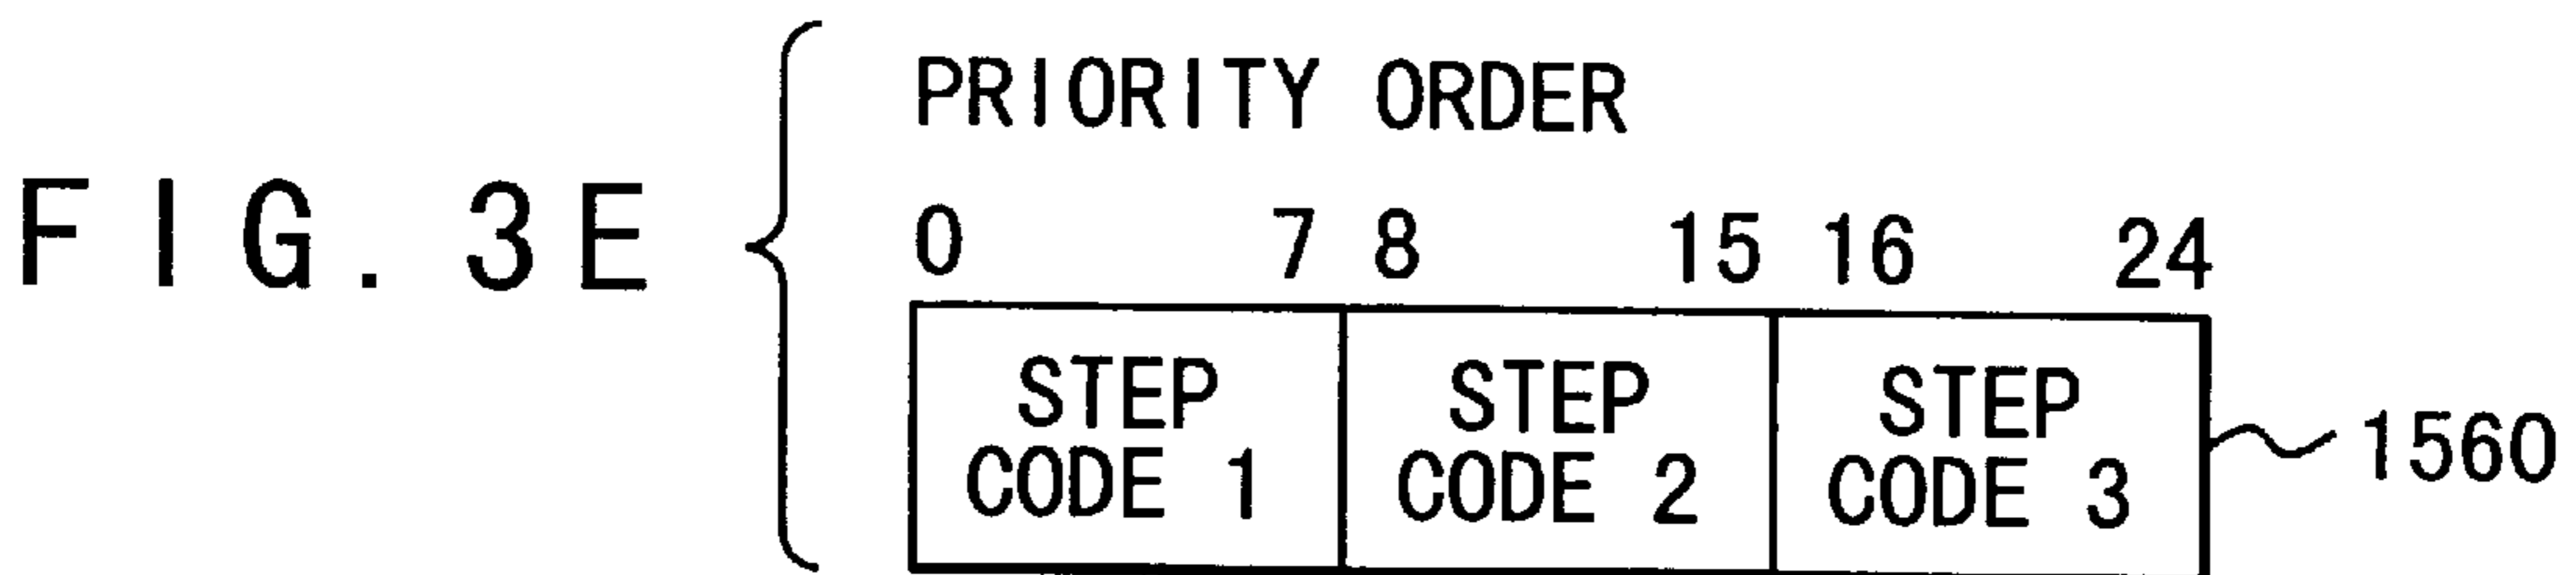 FIG. 3E
PRIORITY ORDER
0 7 8 15 16 24
STEP CODE 1
STEP CODE 2
STEP CODE 3
1560